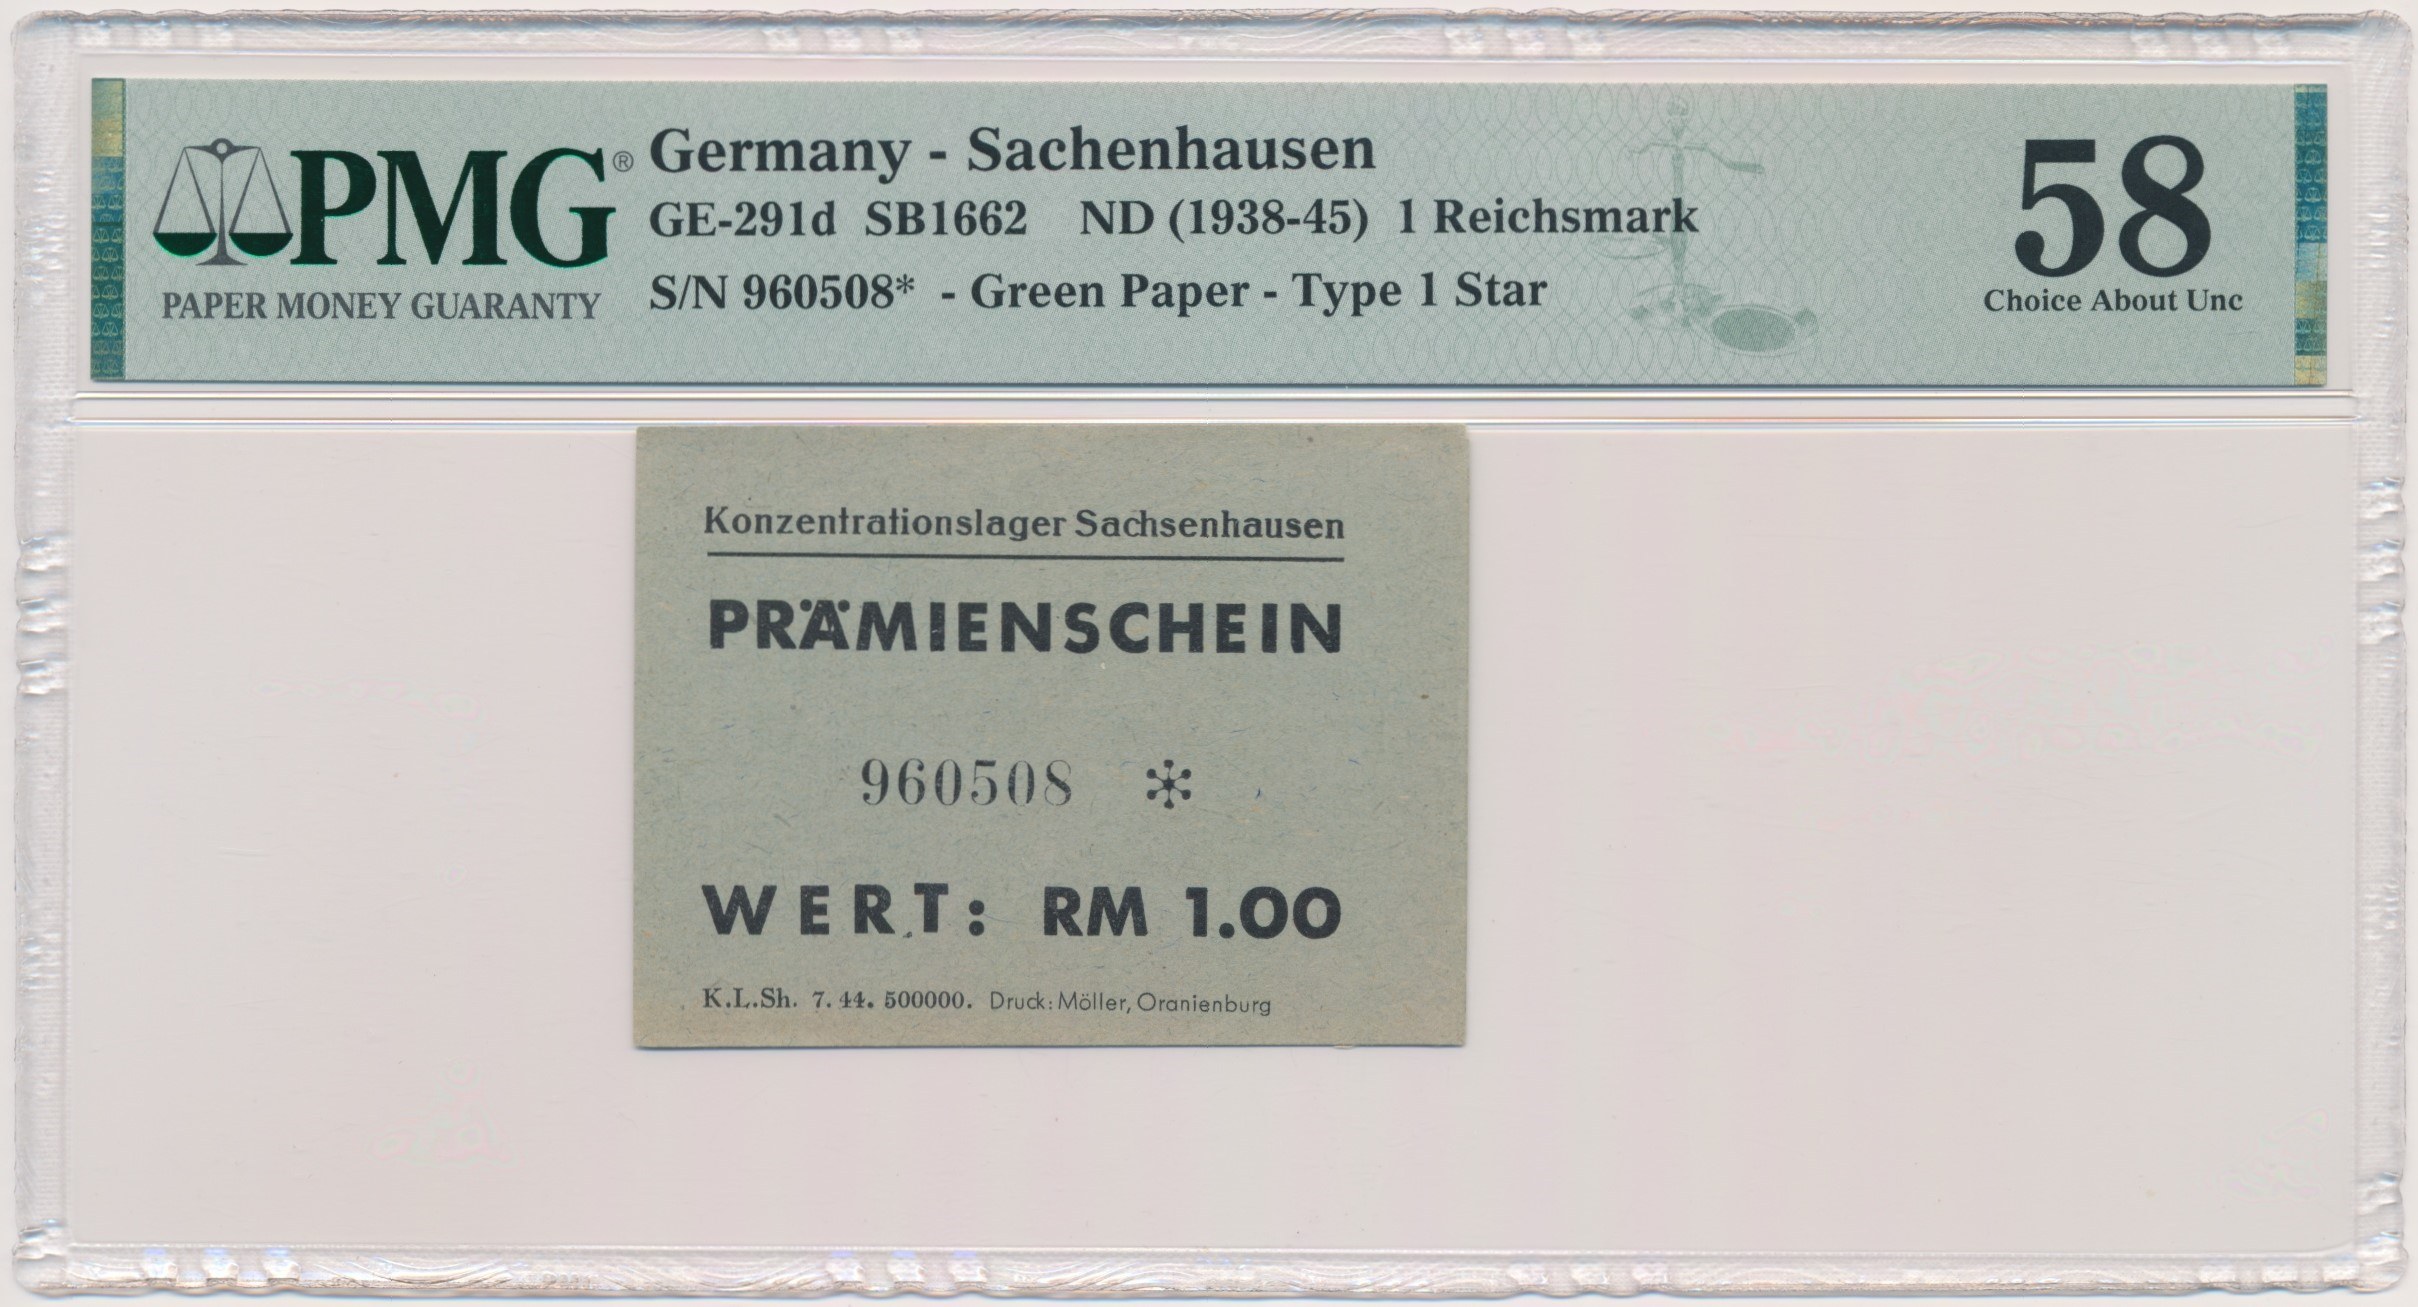 PMG®
PAPER MONEY GUARANTY
Germany - Sachenhausen
GE-291d SB1662 ND (1938-45) 1 Reichsmark
S/N 960508* - Green Paper - Type 1 Star
58
Choice About Unc
Konzentrationslager Sachsenhausen
PRÄMIENSCHEIN
960508 *
WERT: RM 1.00
K.L.Sh. 7. 44. 500000. Druck: Möller, Oranienburg